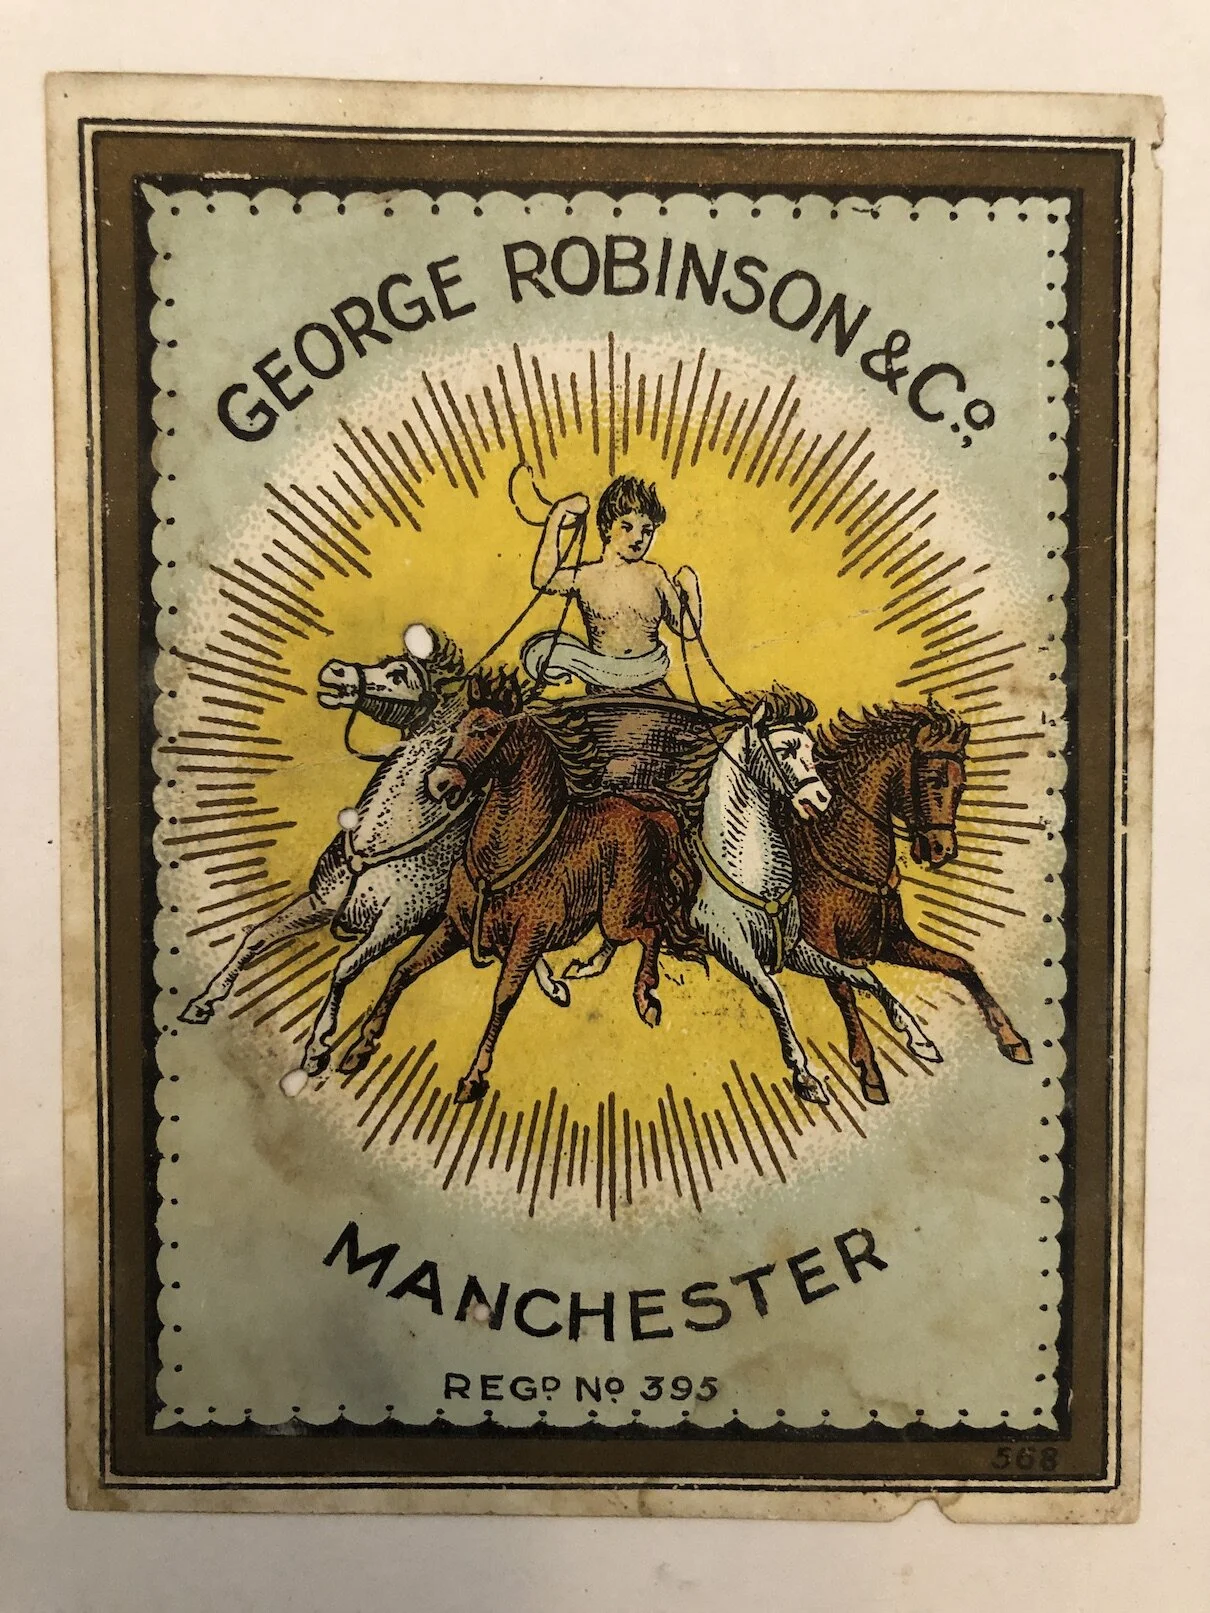 GEORGE ROBINSON & Cº,
MANCHESTER
REGᴰ Nº 395
568